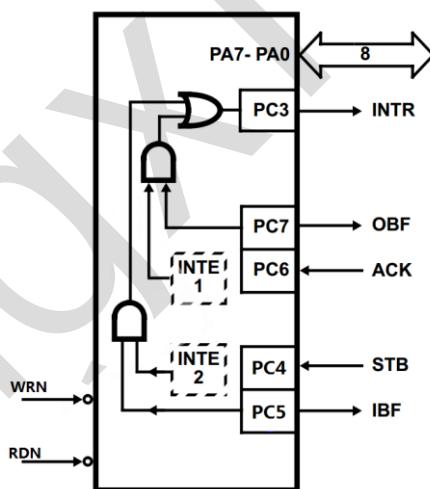 PA7- PA0
8
PC3
INTR
PC7
OBF
INTE
1
PC6
ACK
INTE
2
PC4
STB
WRN
PC5
IBF
RDN